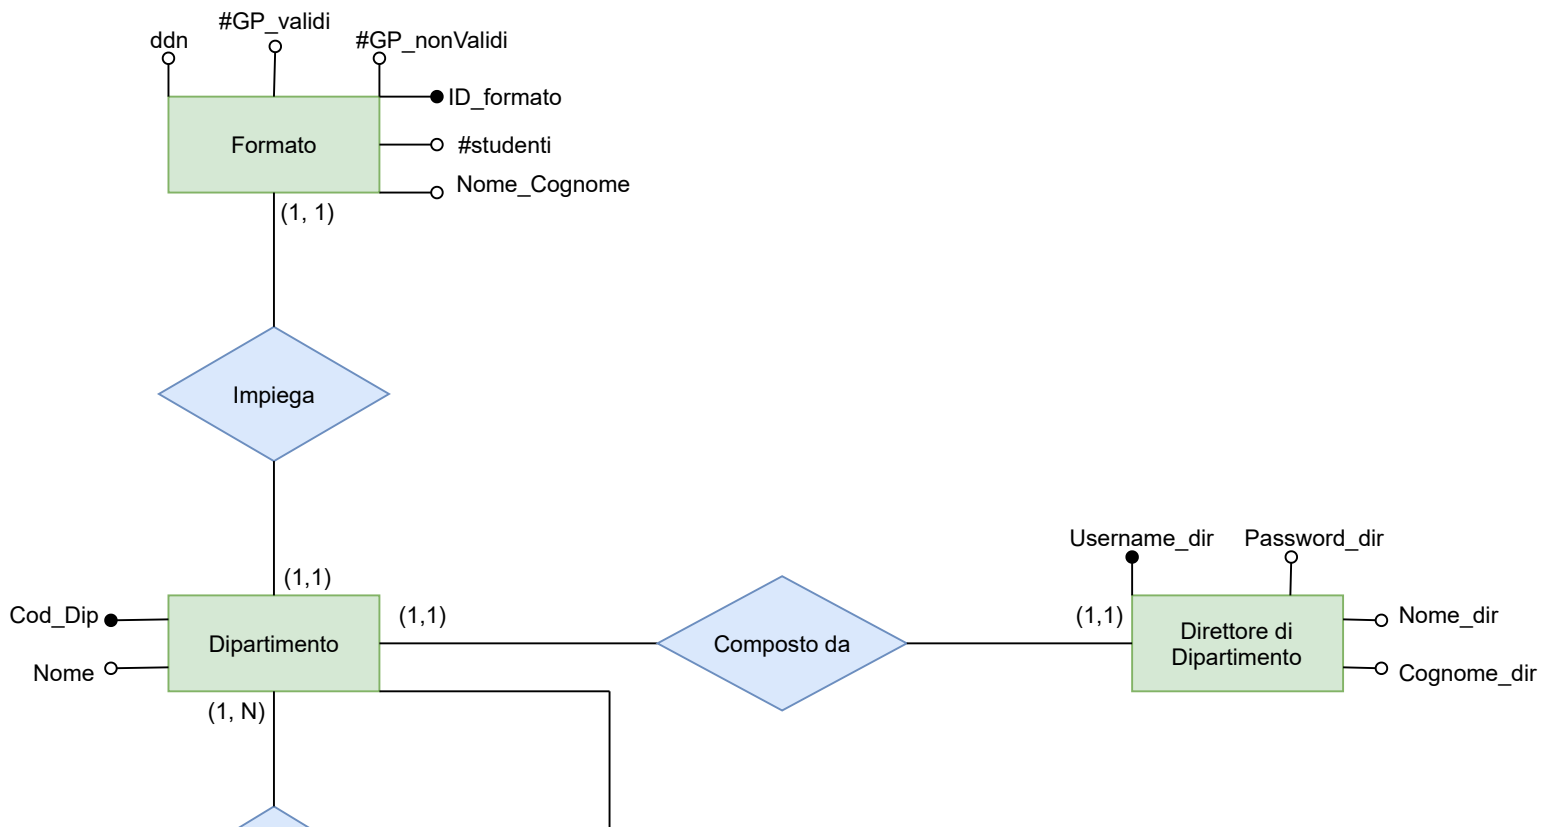 #GP_validi
ddn
#GP_nonValidi
ID_formato
Formato
#studenti
Nome_Cognome
(1, 1)
Impiega
(1,1)
Username_dir
Password_dir
Cod_Dip
(1,1)
(1,1)
Nome_dir
Dipartimento
Composto da
Direttore di
Dipartimento
Nome
Cognome_dir
(1, N)